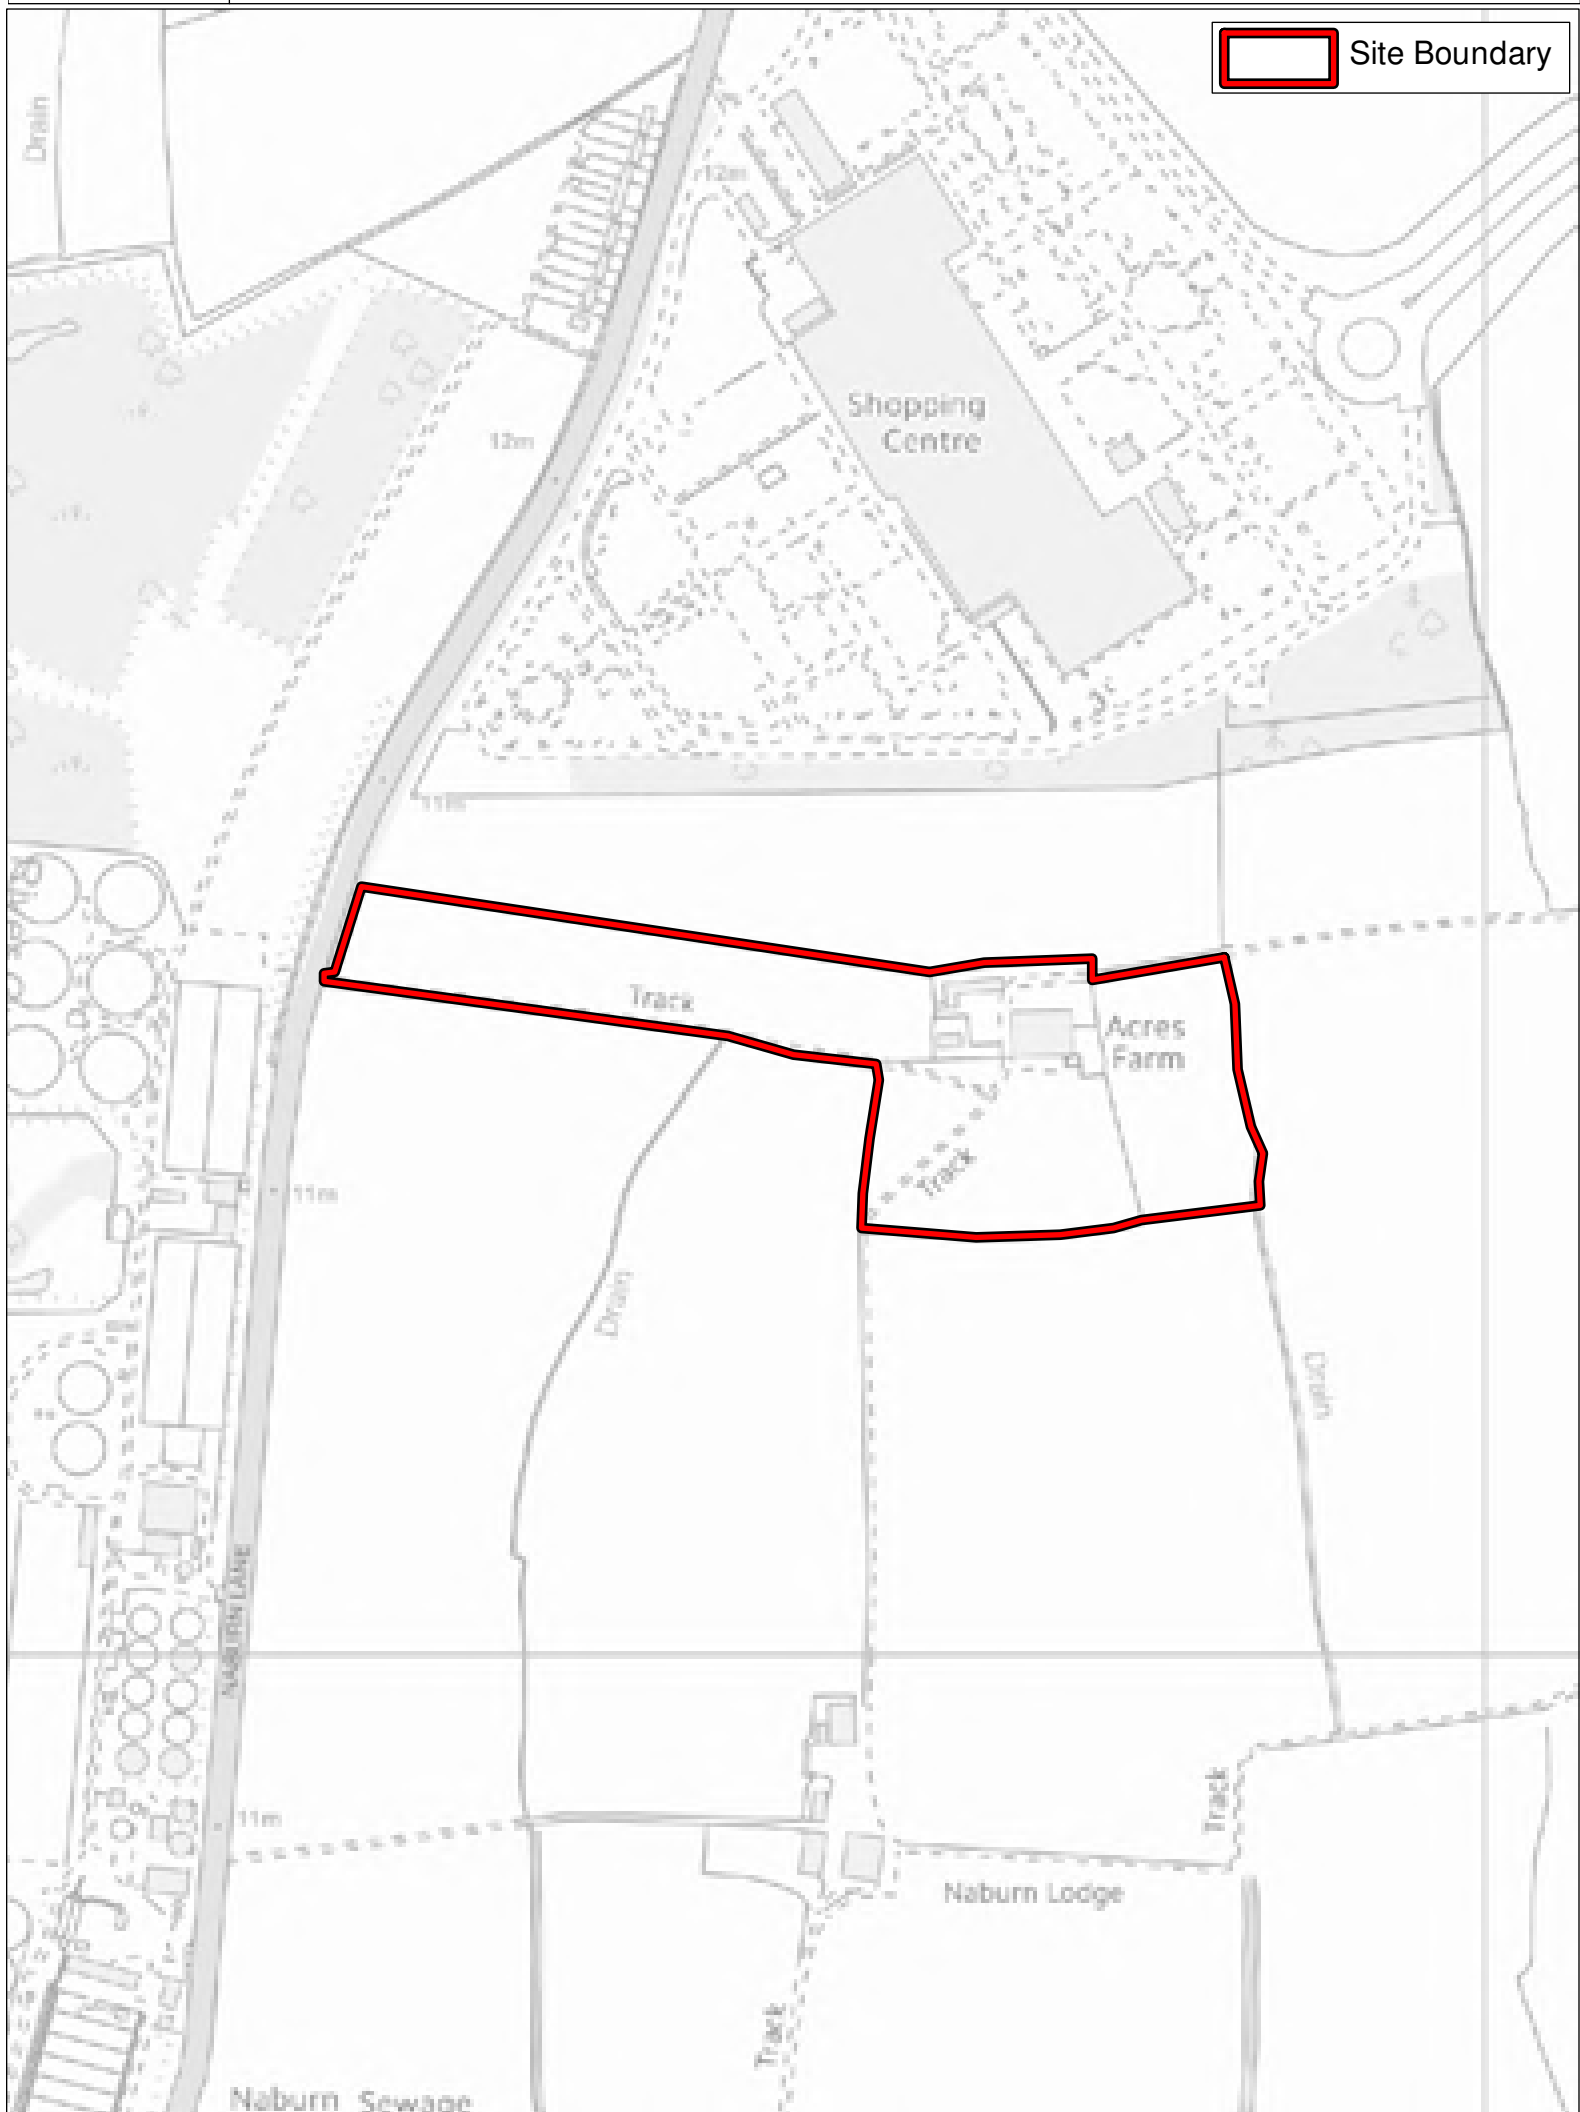 Site Boundary
Drain
12m
Shopping
Centre
12m
11m
Track
Acres
Farm
Track
11m
Drain
Drain
NABURN LANE
Track
11m
Naburn Lodge
Track
Naburn Sewage